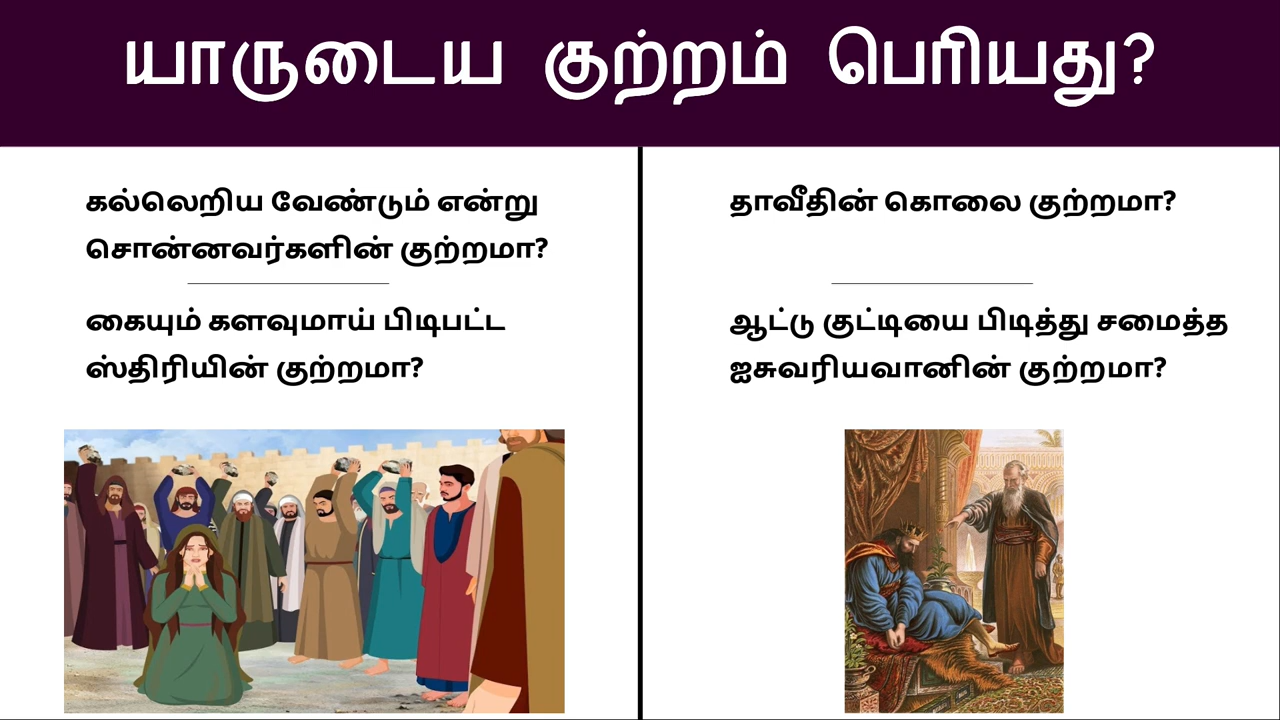 யாருடைய குற்றம் பெரியது?
கல்லெறிய வேண்டும் என்று
சொன்னவர்களின் குற்றமா?
கையும் களவுமாய் பிடிபட்ட
ஸ்திரியின் குற்றமா?
தாவீதின் கொலை குற்றமா?
ஆட்டு குட்டியை பிடித்து சமைத்த
ஐசுவரியவானின் குற்றமா?